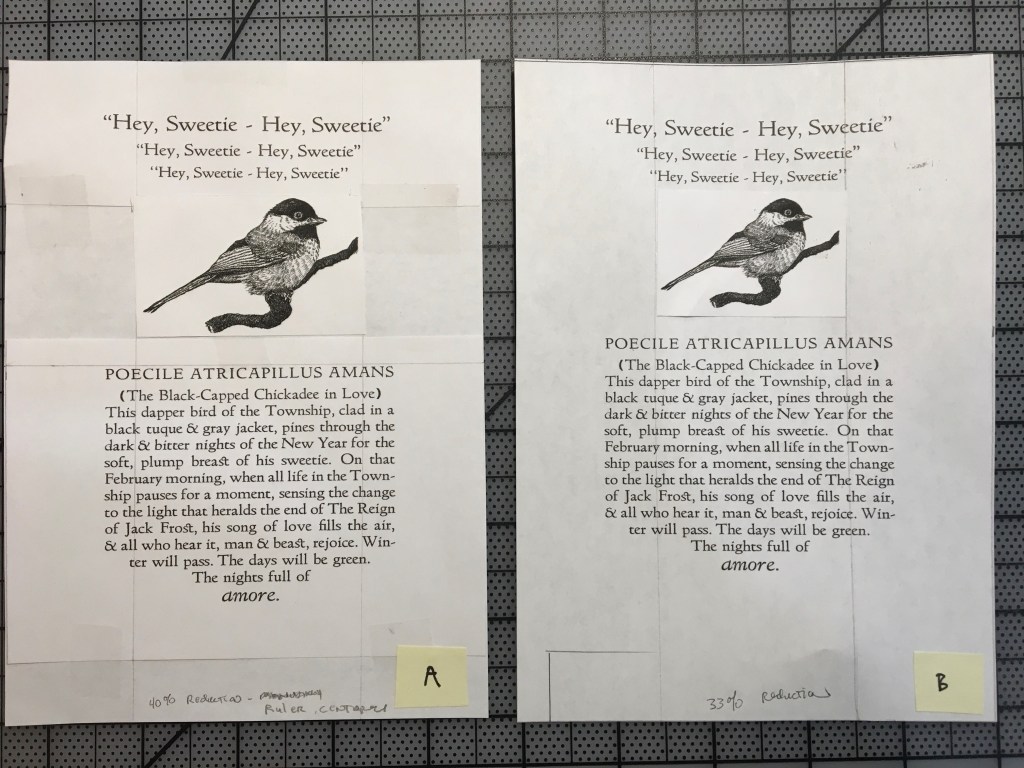 “Hey, Sweetie - Hey, Sweetie”
“Hey, Sweetie - Hey, Sweetie”
“Hey, Sweetie - Hey, Sweetie”
POECILE ATRICAPILLUS AMANS
(The Black-Capped Chickadee in Love)
This dapper bird of the Township, clad in a
black tuque & gray jacket, pines through the
dark & bitter nights of the New Year for the
soft, plump breast of his sweetie. On that
February morning, when all life in the Town-
ship pauses for a moment, sensing the change
to the light that heralds the end of The Reign
of Jack Frost, his song of love fills the air,
& all who hear it, man & beast, rejoice. Win-
ter will pass. The days will be green.
The nights full of
amore.
A
40% Reduction -
Ruler
“Hey, Sweetie - Hey, Sweetie”
“Hey, Sweetie - Hey, Sweetie”
“Hey, Sweetie - Hey, Sweetie”
POECILE ATRICAPILLUS AMANS
(The Black-Capped Chickadee in Love)
This dapper bird of the Township, clad in a
black tuque & gray jacket, pines through the
dark & bitter nights of the New Year for the
soft, plump breast of his sweetie. On that
February morning, when all life in the Town-
ship pauses for a moment, sensing the change
to the light that heralds the end of The Reign
of Jack Frost, his song of love fills the air,
& all who hear it, man & beast, rejoice. Win-
ter will pass. The days will be green.
The nights full of
amore.
B
33% Reduction